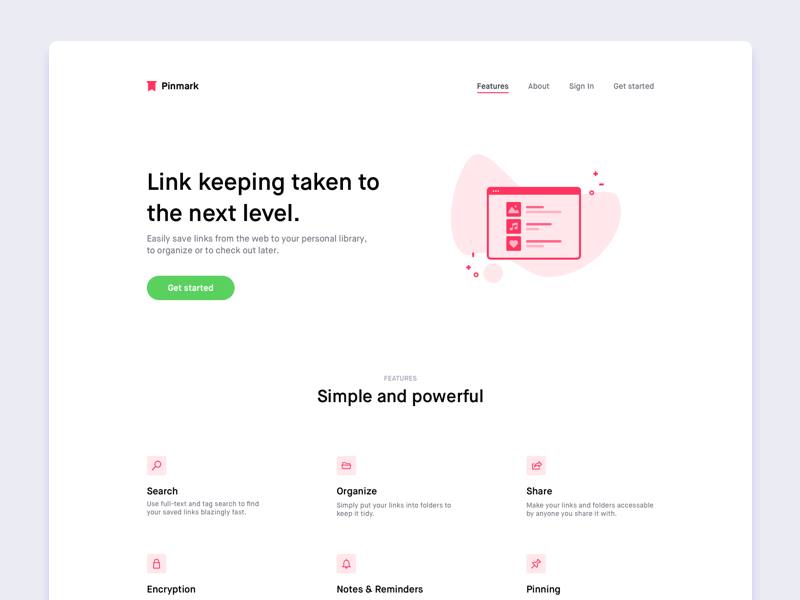 Pinmark
Features
About
Sign In
Get started
Link keeping taken to
the next level.
Easily save links from the web to your personal library,
to organize or to check out later.
Get started
FEATURES
Simple and powerful
Search
Use full-text and tag search to find
your saved links blazingly fast.
Organize
Simply put your links into folders to
keep it tidy.
Share
Make your links and folders accessable
by anyone you share it with.
Encryption
Notes & Reminders
Pinning